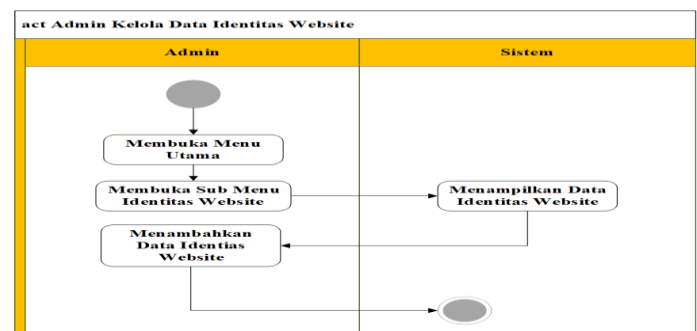 act Admin Kelola Data Identitas Website
Admin
Sistem
Membuka Menu
Utama
Membuka Sub Menu
Identitas Website
Menampilkan Data
Identitas Website
Menambahkan
Data Identias
Website